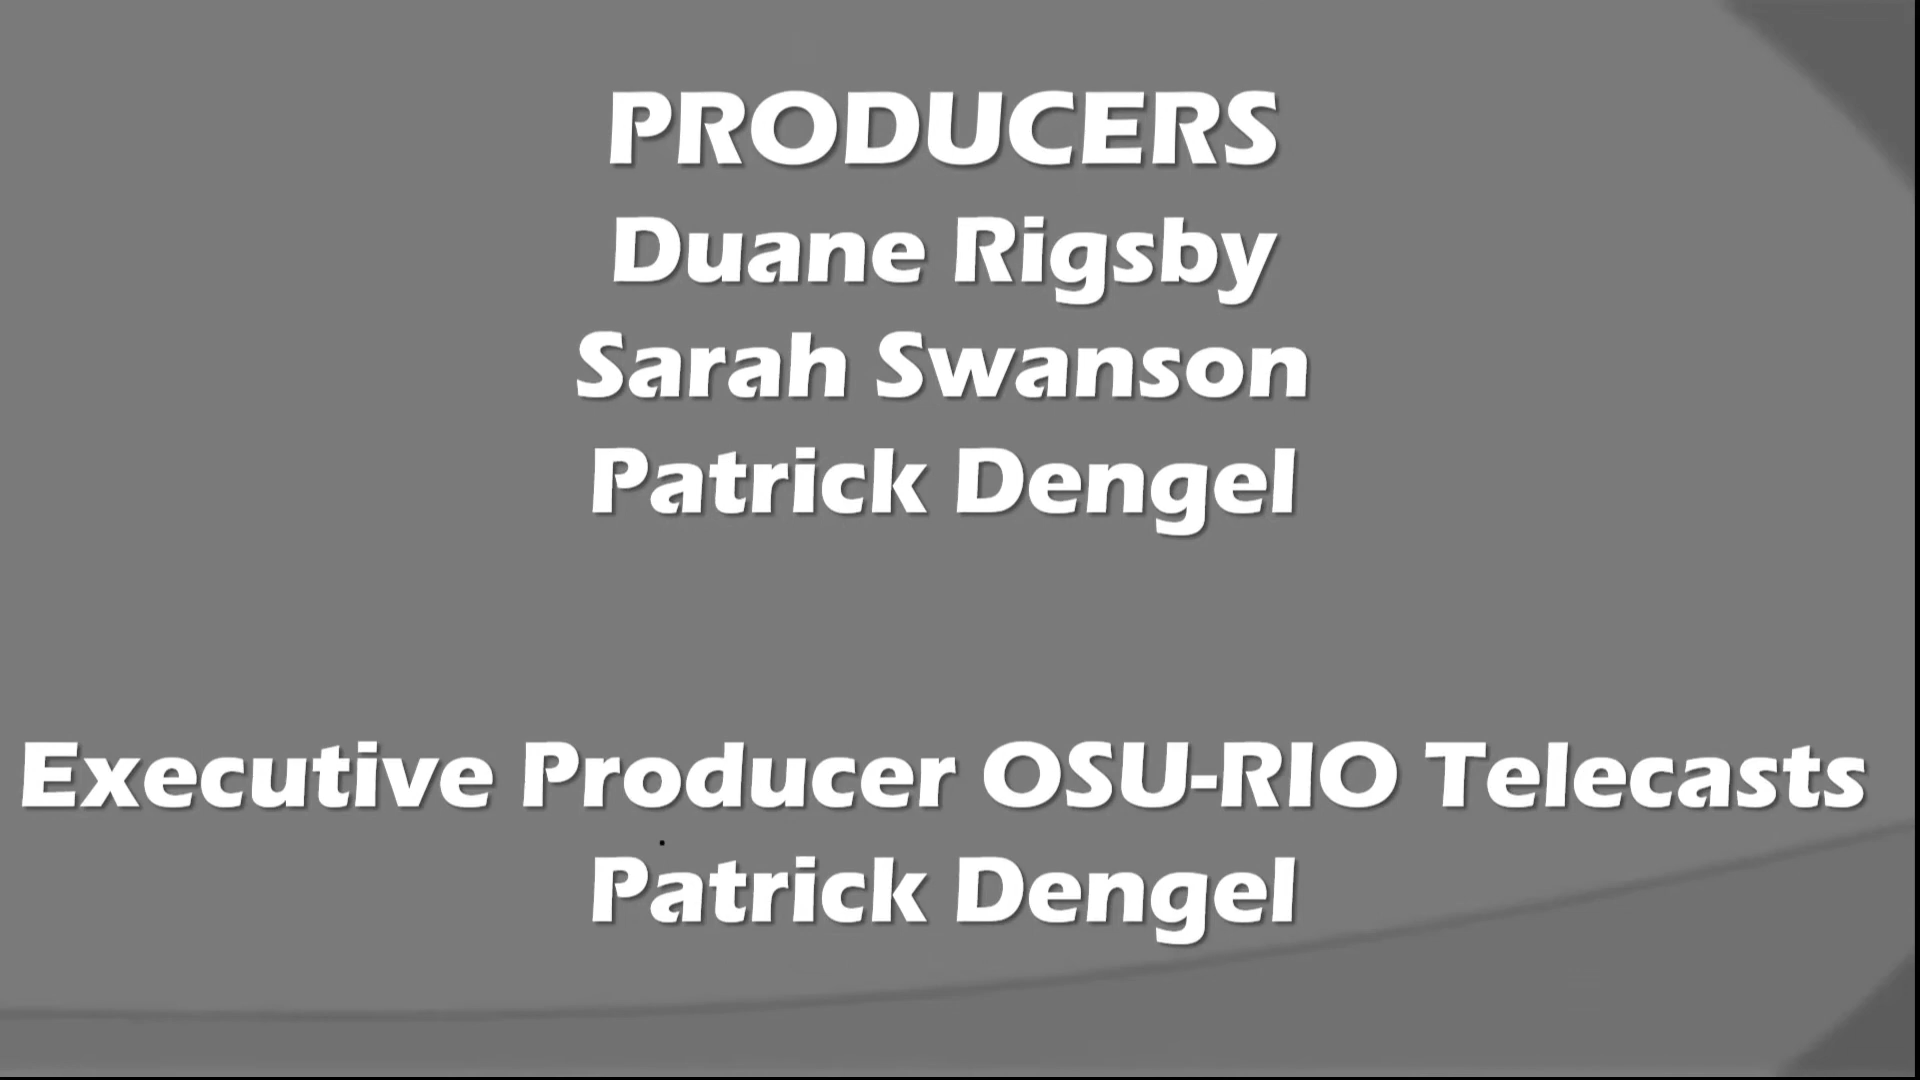 PRODUCERS
Duane Rigsby
Sarah Swanson
Patrick Dengel
Executive Producer OSU-RIO Telecasts
Patrick Dengel